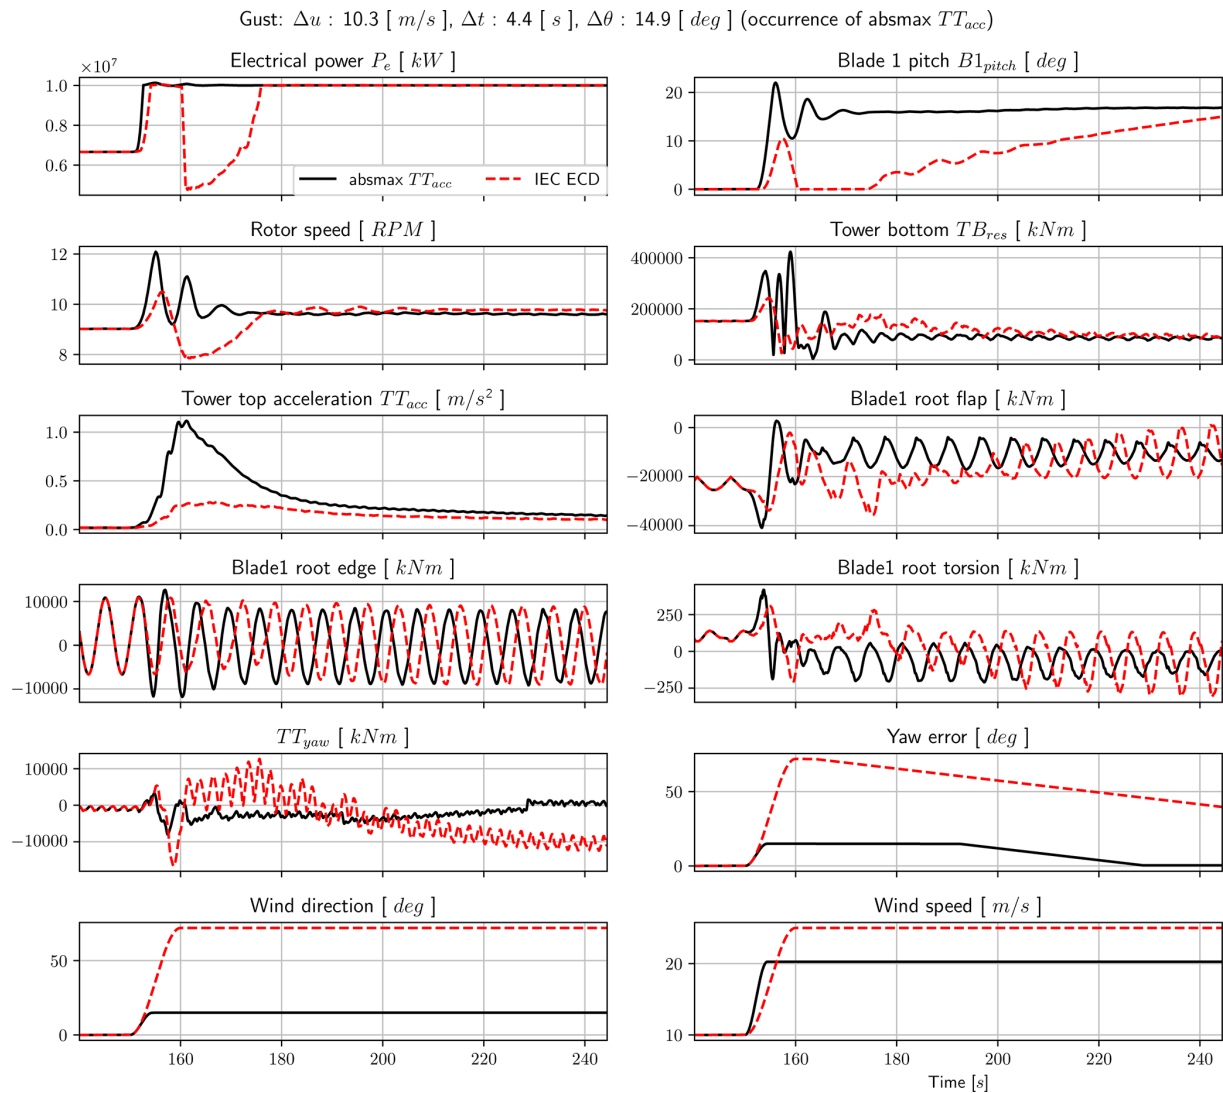 Gust: Δu : 10.3 [ m/s ], Δt : 4.4 [ s ], Δθ : 14.9 [ deg ] (occurrence of absmax TT_acc)
Electrical power P_e [ kW ]
×10^7
1.0
0.8
0.6
absmax TT_acc
IEC ECD
Blade 1 pitch B1_pitch [ deg ]
20
10
0
Rotor speed [ RPM ]
12
10
8
Tower bottom TB_res [ kNm ]
400000
200000
0
Tower top acceleration TT_acc [ m/s² ]
1.0
0.5
0.0
Blade1 root flap [ kNm ]
0
−20000
−40000
Blade1 root edge [ kNm ]
10000
0
−10000
Blade1 root torsion [ kNm ]
250
0
−250
TT_yaw [ kNm ]
10000
0
−10000
Yaw error [ deg ]
50
0
Wind direction [ deg ]
50
0
160 180 200 220 240
Wind speed [ m/s ]
20
10
160 180 200 220 240
Time [s]